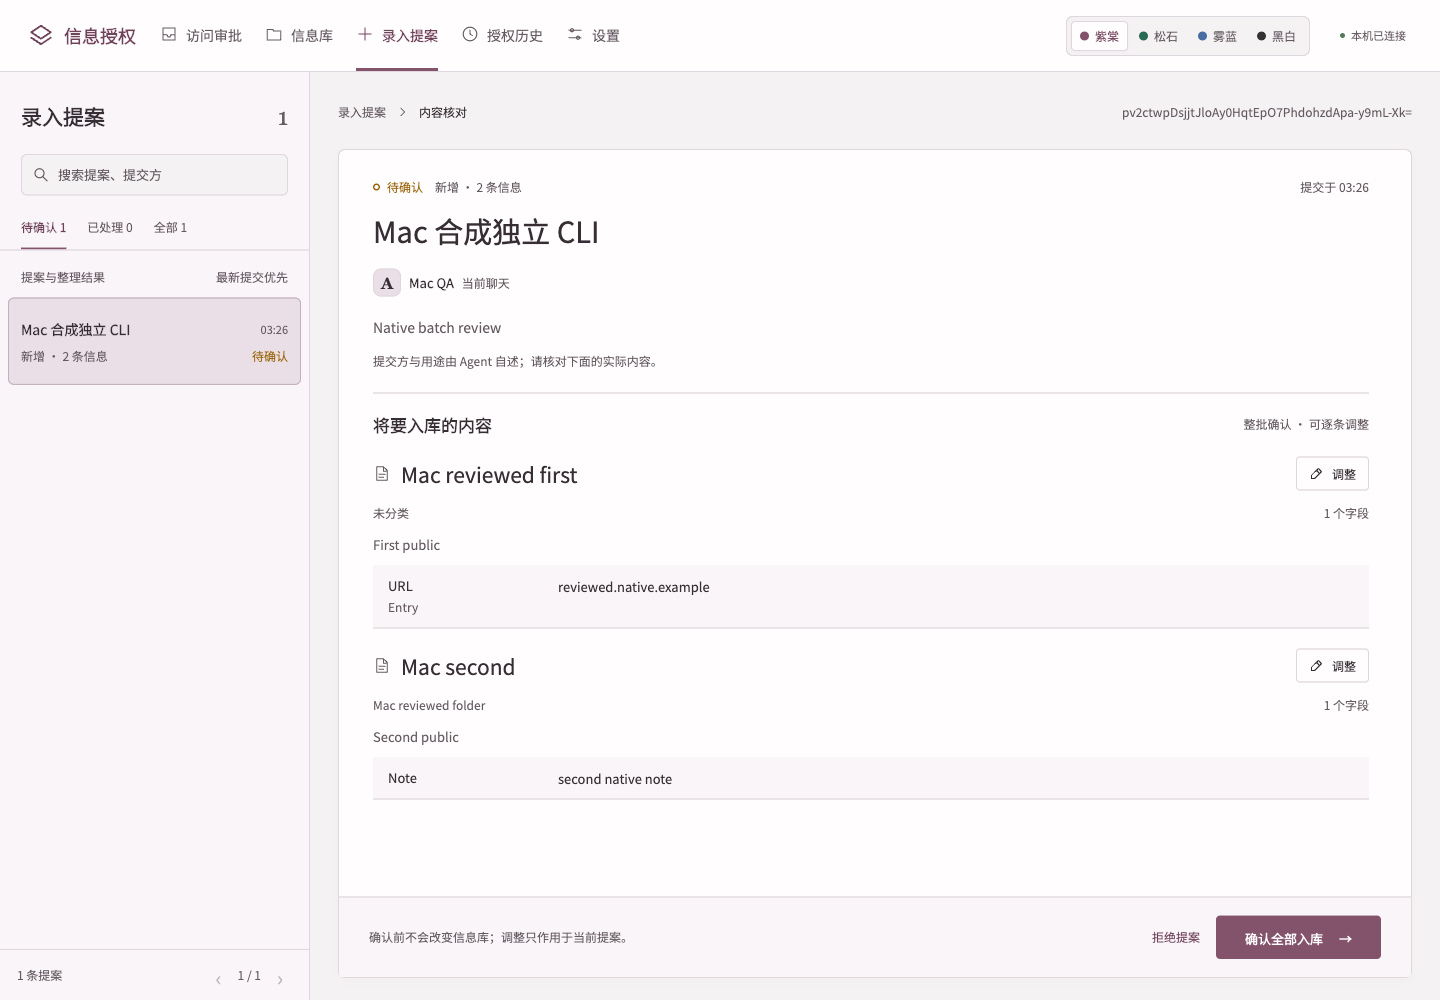 信息授权
访问审批
信息库
录入提案
授权历史
设置
紫棠
松石
雾蓝
黑白
本机已连接
录入提案 1
搜索提案、提交方
待确认 1
已处理 0
全部 1
提案与整理结果 最新提交优先
Mac 合成独立 CLI 03:26
新增 · 2 条信息 待确认
1 条提案
‹ 1 / 1 ›
录入提案 > 内容核对
pv2ctwpDsjjtJloAy0HqtEpO7PhdohzdApa-y9mL-Xk=
待确认 新增 · 2 条信息 提交于 03:26
Mac 合成独立 CLI
A Mac QA 当前聊天
Native batch review
提交方与用途由 Agent 自述；请核对下面的实际内容。
将要入库的内容 整批确认 · 可逐条调整
Mac reviewed first 调整
未分类 1 个字段
First public
URL reviewed.native.example
Entry
Mac second 调整
Mac reviewed folder 1 个字段
Second public
Note second native note
确认前不会改变信息库；调整只作用于当前提案。
拒绝提案
确认全部入库 →